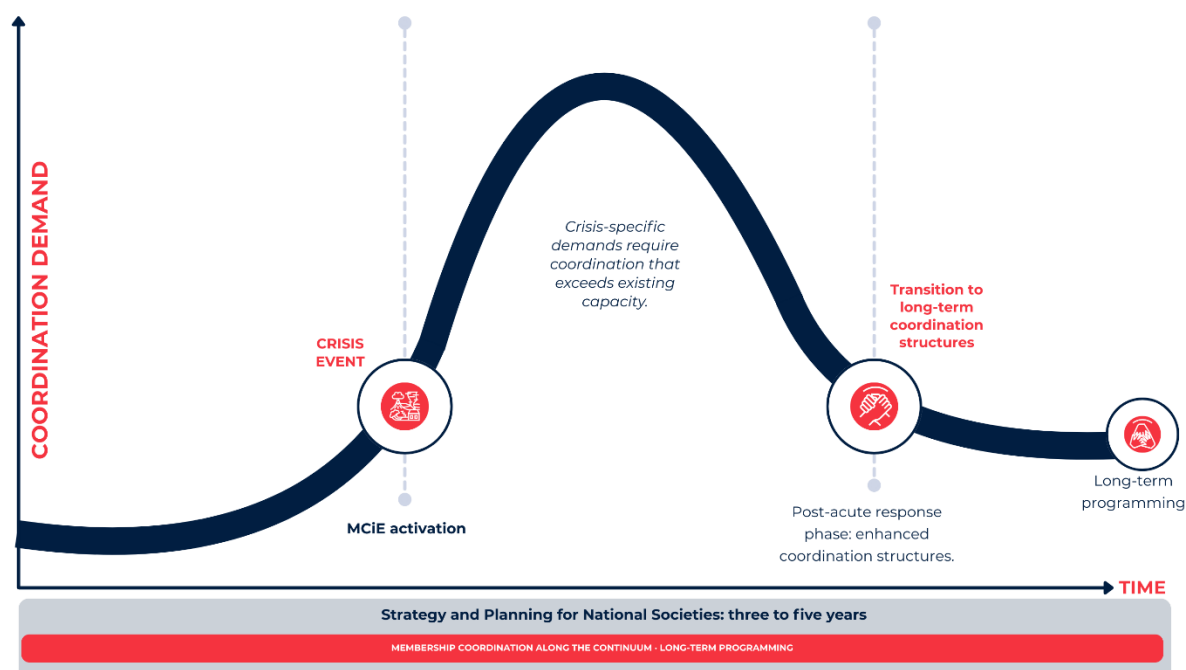 COORDINATION DEMAND
CRISIS
EVENT
MCiE activation
Crisis-specific
demands require
coordination that
exceeds existing
capacity.
Transition to
long-term
coordination
structures
Post-acute response
phase: enhanced
coordination structures.
Long-term
programming
TIME
Strategy and Planning for National Societies: three to five years
MEMBERSHIP COORDINATION ALONG THE CONTINUUM - LONG-TERM PROGRAMMING